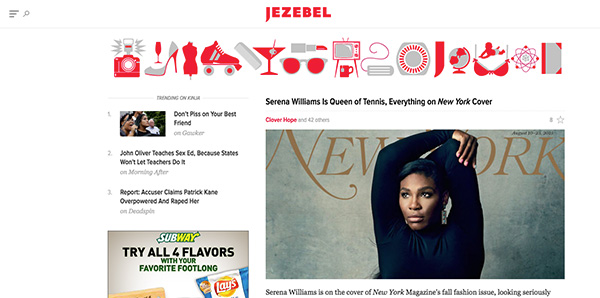 JEZEBEL
TRENDING ON KINJA
1. Don't Piss on Your Best
Friend
on Gawker
2. John Oliver Teaches Sex Ed, Because States
Won't Let Teachers Do It
on Morning After
3. Report: Accuser Claims Patrick Kane
Overpowered And Raped Her
on Deadspin
SUBWAY
TRY ALL 4 FLAVORS
WITH YOUR
FAVORITE FOOTLONG
Lay's
Serena Williams Is Queen of Tennis, Everything on New York Cover
Clover Hope and 42 others
8
August 10–23, 2015
NEW YORK
Serena Williams is on the cover of New York Magazine's fall fashion issue, looking seriously